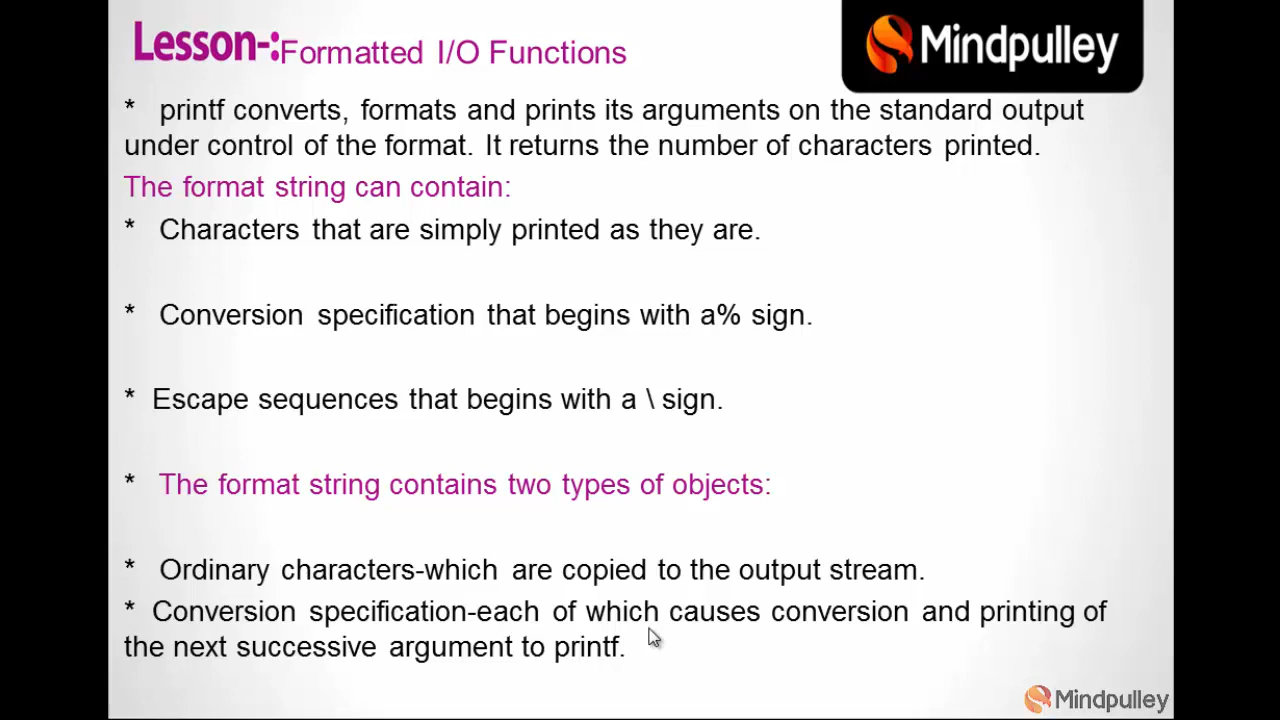 Lesson-:Formatted I/O Functions
Mindpulley
* printf converts, formats and prints its arguments on the standard output
under control of the format. It returns the number of characters printed.
The format string can contain:
* Characters that are simply printed as they are.
* Conversion specification that begins with a% sign.
* Escape sequences that begins with a \ sign.
* The format string contains two types of objects:
* Ordinary characters-which are copied to the output stream.
* Conversion specification-each of which causes conversion and printing of
the next successive argument to printf.
Mindpulley